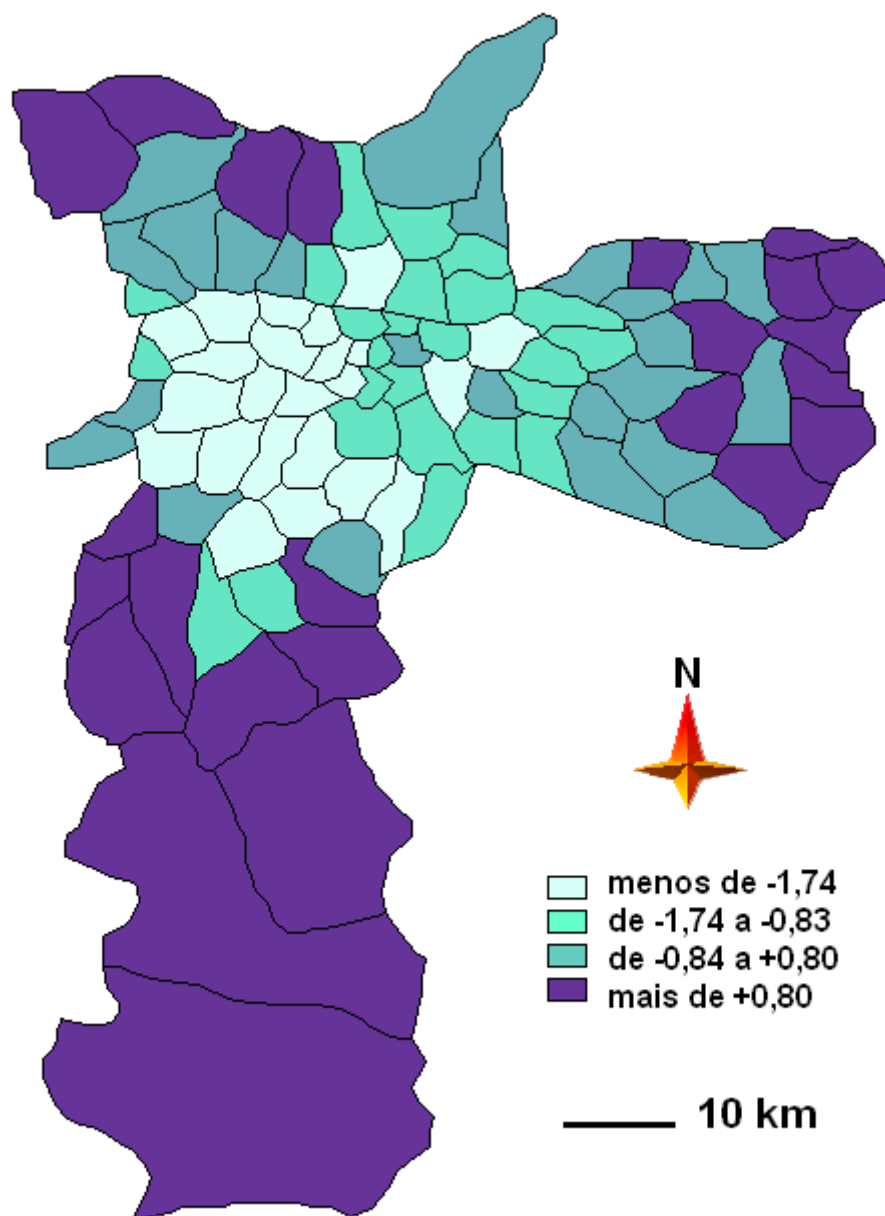 N
menos de -1,74
de -1,74 a -0,83
de -0,84 a +0,80
mais de +0,80
10 km